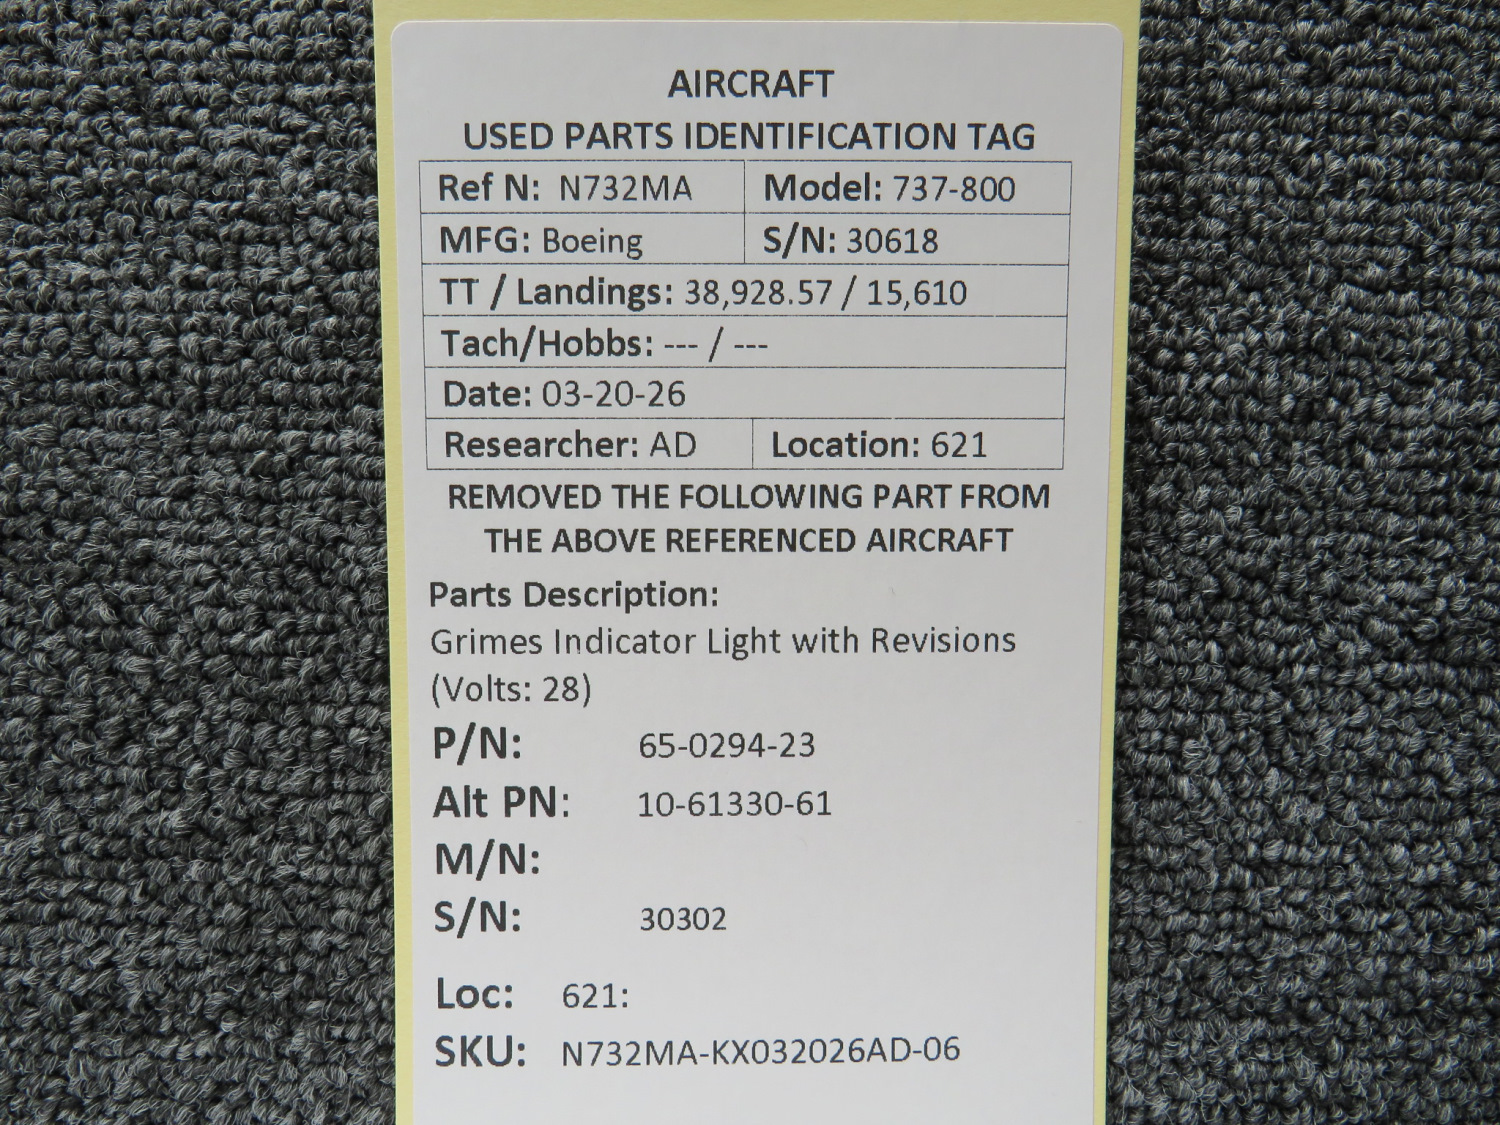 AIRCRAFT
USED PARTS IDENTIFICATION TAG
Ref N: N732MA Model: 737-800
MFG: Boeing S/N: 30618
TT / Landings: 38,928.57 / 15,610
Tach/Hobbs: --- / ---
Date: 03-20-26
Researcher: AD Location: 621
REMOVED THE FOLLOWING PART FROM
THE ABOVE REFERENCED AIRCRAFT
Parts Description:
Grimes Indicator Light with Revisions
(Volts: 28)
P/N: 65-0294-23
Alt PN: 10-61330-61
M/N:
S/N: 30302
Loc: 621:
SKU: N732MA-KX032026AD-06